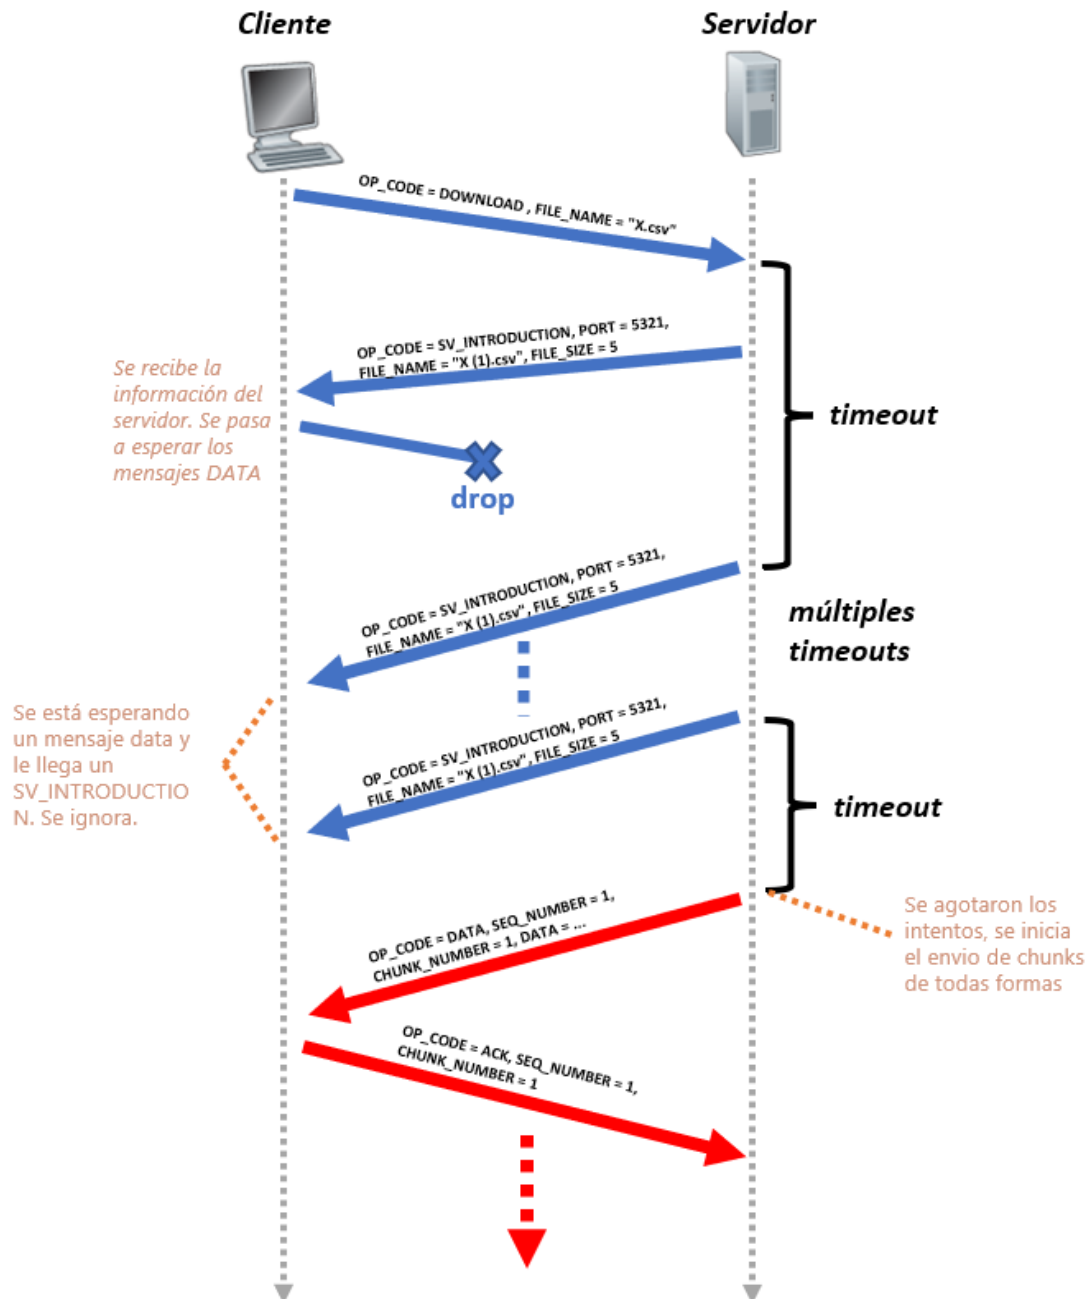 Cliente
Servidor
OP_CODE = DOWNLOAD , FILE_NAME = "X.csv"
OP_CODE = SV_INTRODUCTION, PORT = 5321,
FILE_NAME = "X (1).csv", FILE_SIZE = 5
Se recibe la
información del
servidor. Se pasa
a esperar los
mensajes DATA
timeout
drop
OP_CODE = SV_INTRODUCTION, PORT = 5321,
FILE_NAME = "X (1).csv", FILE_SIZE = 5
múltiples
timeouts
Se está esperando
un mensaje data y
le llega un
SV_INTRODUCTIO
N. Se ignora.
OP_CODE = SV_INTRODUCTION, PORT = 5321,
FILE_NAME = "X (1).csv", FILE_SIZE = 5
timeout
OP_CODE = DATA, SEQ_NUMBER = 1,
CHUNK_NUMBER = 1, DATA = ...
Se agotaron los
intentos, se inicia
el envio de chunks
de todas formas
OP_CODE = ACK, SEQ_NUMBER = 1,
CHUNK_NUMBER = 1